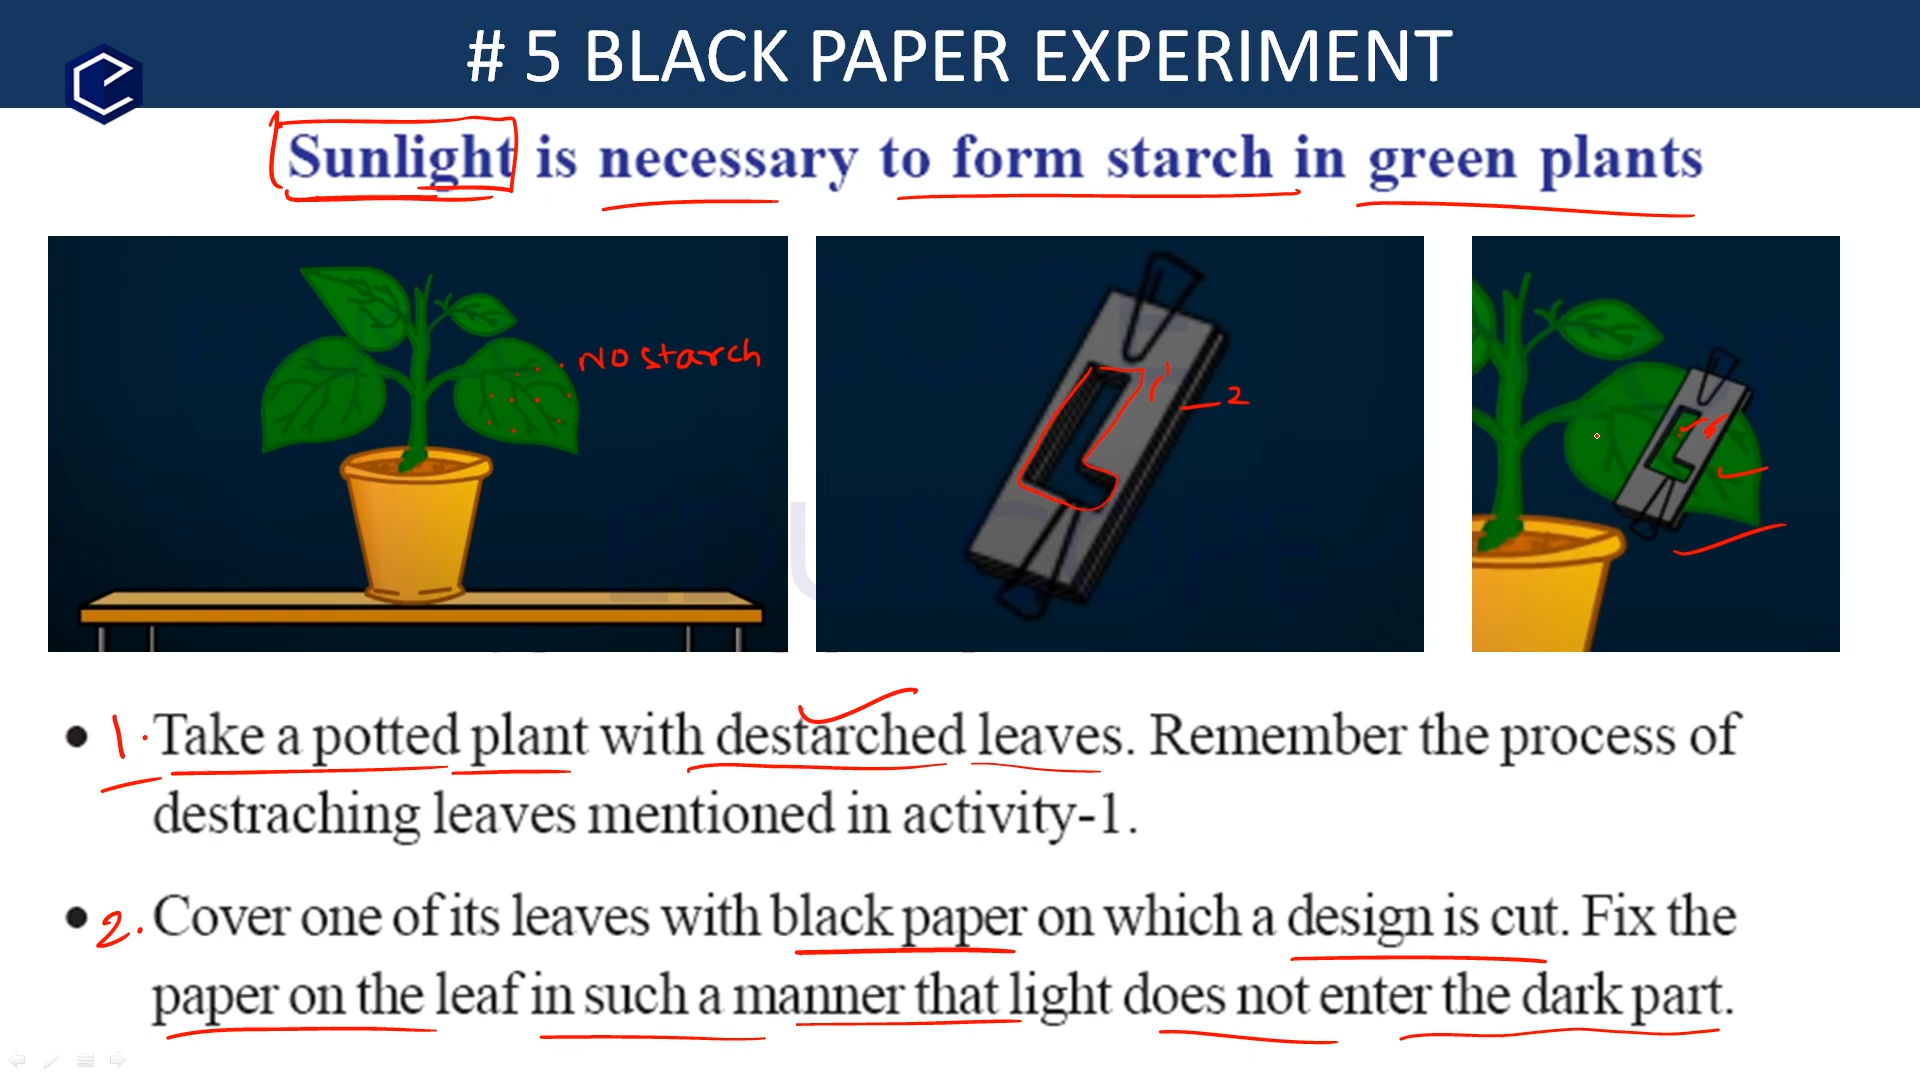 # 5 BLACK PAPER EXPERIMENT
Sunlight is necessary to form starch in green plants
No starch
1
2
1. Take a potted plant with destarched leaves. Remember the process of
destraching leaves mentioned in activity-1.
2. Cover one of its leaves with black paper on which a design is cut. Fix the
paper on the leaf in such a manner that light does not enter the dark part.